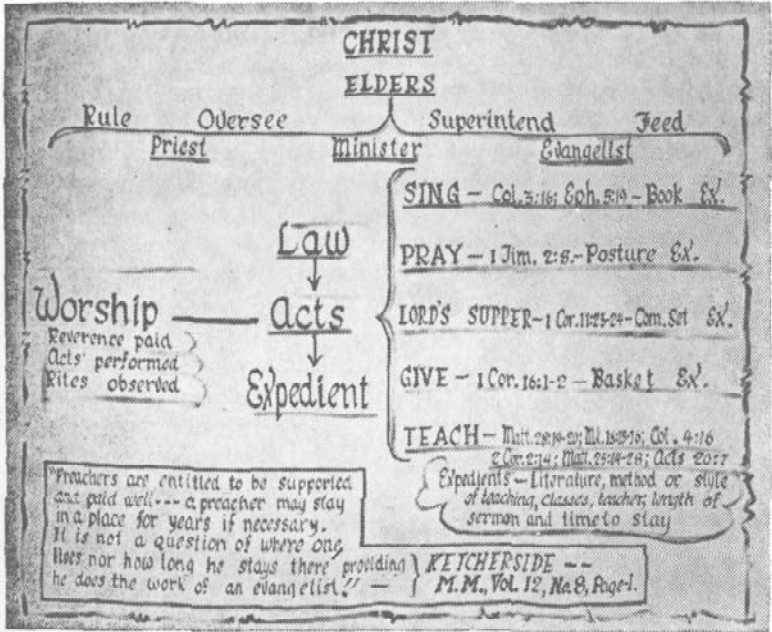 CHRIST
ELDERS
Rule Oversee Superintend Feed
Priest Minister Evangelist
SING – Col. 3:16; Eph. 5:19 – Book Ex.
Law
PRAY – 1 Tim. 2:8. – Posture Ex.
Worship Acts
LORD'S SUPPER – 1 Cor. 11:23-24 – Com. Set Ex.
Reverence paid
Acts performed
Rites observed
Expedient
GIVE – 1 Cor. 16:1-2 – Basket Ex.
TEACH – Matt. 28:19-20; Mk. 16:15-16; Col. 4:16
Matt. 25:14-28; Acts 20:7
Expedients – Literature, method or style
of teaching, classes, teacher, length of
sermon and time to stay
"Preachers are entitled to be supported
and paid well --- a preacher may stay
in a place for years if necessary.
It is not a question of where one
lives nor how long he stays there providing
he does the work of an evangelist!" –
KETCHERSIDE --
M.M., Vol. 12, No. 8, Page-1.